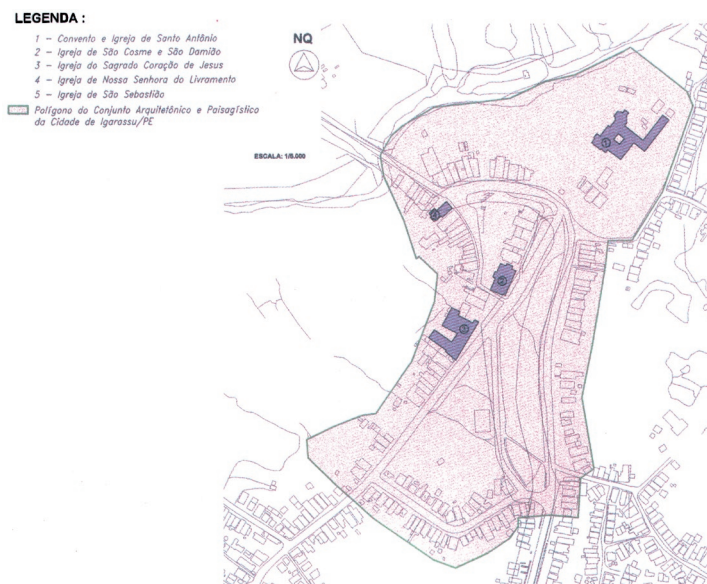 LEGENDA :
1 – Convento e Igreja de Santo Antônio
2 – Igreja de São Cosme e São Damião
3 – Igreja do Sagrado Coração de Jesus
4 – Igreja de Nossa Senhora do Livramento
5 – Igreja de São Sebastião
Polígono do Conjunto Arquitetônico e Paisagístico
da Cidade de Igarassu/PE
NQ
ESCALA: 1/5.000
1